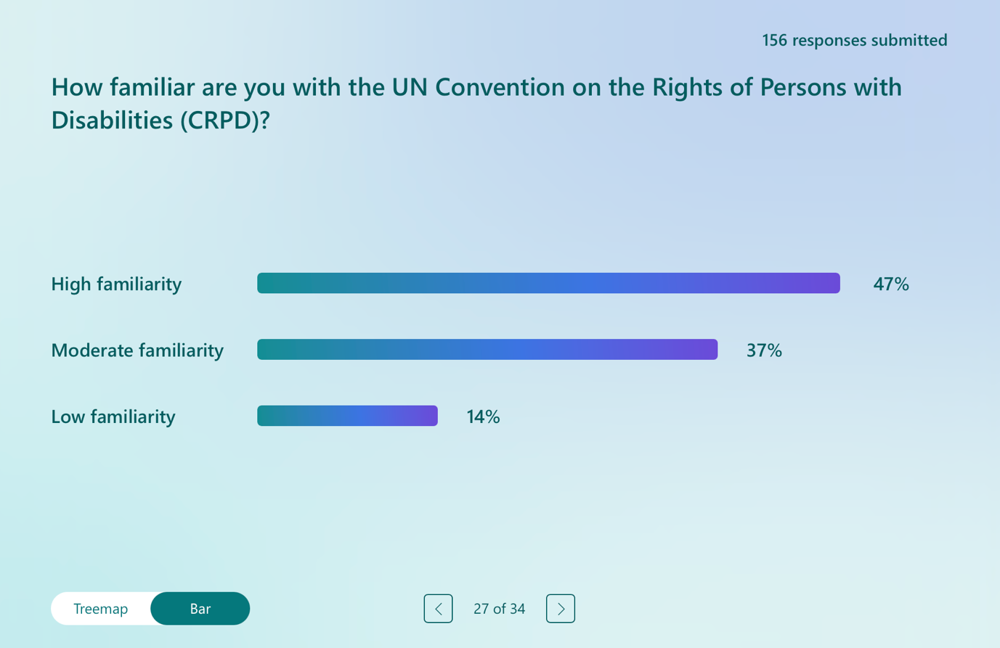 156 responses submitted
How familiar are you with the UN Convention on the Rights of Persons with
Disabilities (CRPD)?
High familiarity 47%
Moderate familiarity 37%
Low familiarity 14%
Treemap Bar 27 of 34